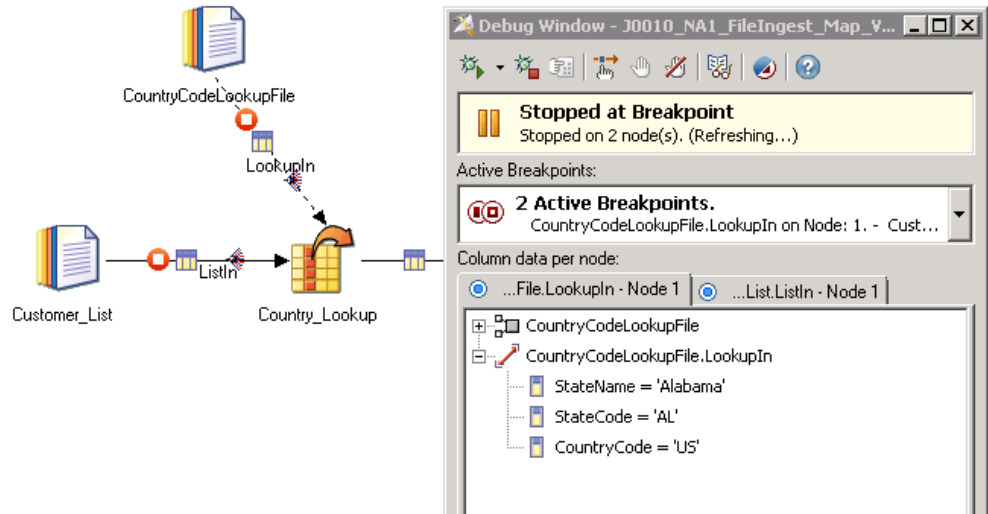 CountryCodeLookupFile
LookupIn
ListIn
Customer_List
Country_Lookup
Debug Window - J0010_NA1_FileIngest_Map_V...
Stopped at Breakpoint
Stopped on 2 node(s). (Refreshing...)
Active Breakpoints:
2 Active Breakpoints.
CountryCodeLookupFile.LookupIn on Node: 1. - Cust...
Column data per node:
...File.LookupIn - Node 1
...List.ListIn - Node 1
CountryCodeLookupFile
CountryCodeLookupFile.LookupIn
StateName = 'Alabama'
StateCode = 'AL'
CountryCode = 'US'